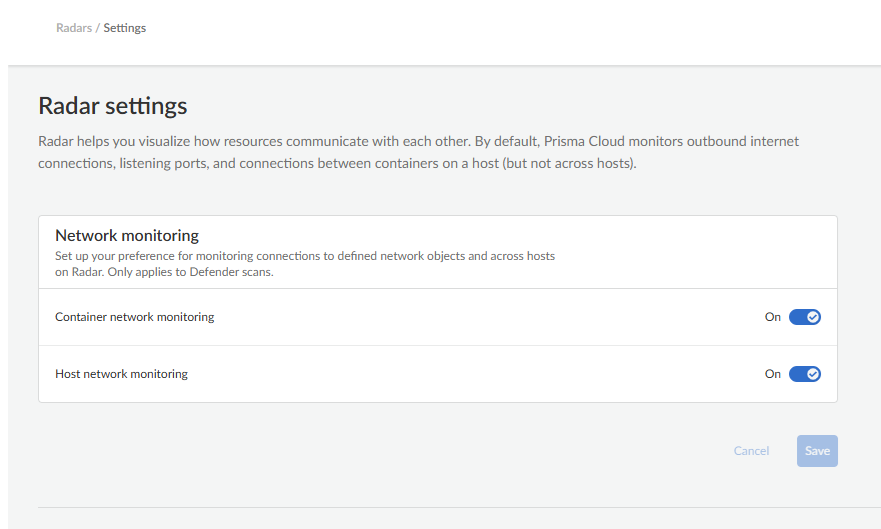 Radars / Settings
Radar settings
Radar helps you visualize how resources communicate with each other. By default, Prisma Cloud monitors outbound internet
connections, listening ports, and connections between containers on a host (but not across hosts).
Network monitoring
Set up your preference for monitoring connections to defined network objects and across hosts
on Radar. Only applies to Defender scans.
Container network monitoring On
Host network monitoring On
Cancel Save